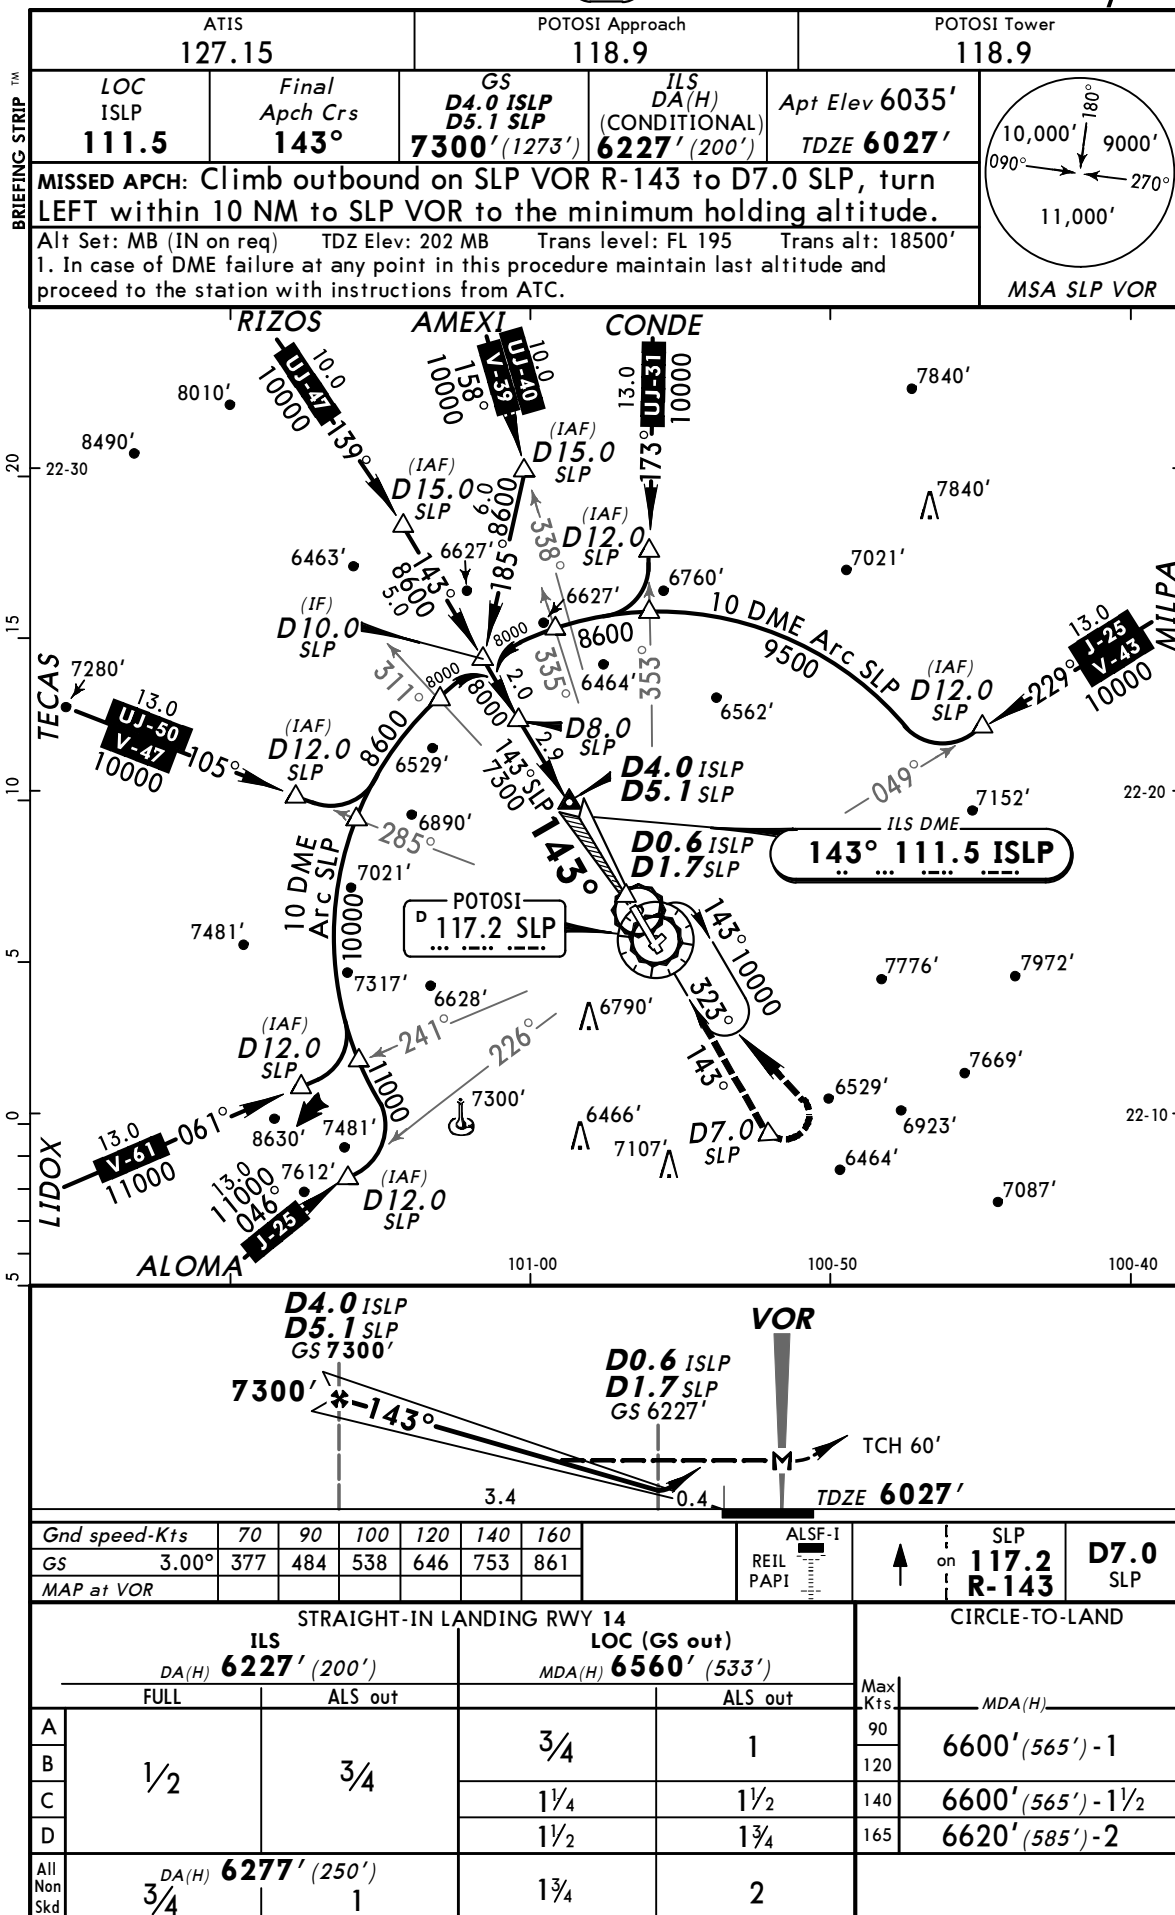 ATIS
127.15
POTOSI Approach
118.9
POTOSI Tower
118.9
BRIEFING STRIP TM
LOC
ISLP
111.5
Final
Apch Crs
143°
GS
D4.0 ISLP
D5.1 SLP
7300' (1273')
ILS
DA(H)
(CONDITIONAL)
6227' (200')
Apt Elev 6035'
TDZE 6027'
180°
10,000'
9000'
090°
270°
11,000'
MSA SLP VOR
MISSED APCH: Climb outbound on SLP VOR R-143 to D7.0 SLP, turn
LEFT within 10 NM to SLP VOR to the minimum holding altitude.
Alt Set: MB (IN on req) TDZ Elev: 202 MB Trans level: FL 195 Trans alt: 18500'
1. In case of DME failure at any point in this procedure maintain last altitude and
proceed to the station with instructions from ATC.
RIZOS
AMEXI
CONDE
10.0
UJ-47
10000
139°
10.0
UJ-40
V-39
158°
10000
13.0
UJ-31
10000
173°
8010'
8490'
7840'
7840'
20
22-30
(IAF)
D15.0
SLP
(IAF)
D15.0
SLP
(IAF)
D12.0
SLP
6.0
8600
185°
338°
143°
8600
5.0
6463'
6627'
6627'
6760'
7021'
(IF)
D10.0
SLP
15
8000
8600
10 DME Arc SLP
9500
MILPA
13.0
J-25
V-43
10000
229°
(IAF)
D12.0
SLP
049°
TECAS
7280'
13.0
UJ-50
V-47
10000
105°
(IAF)
D12.0
SLP
311°
335°
353°
6464'
6562'
8000
8600
8000
2.0
D8.0
SLP
2.9
143° SLP
7300
6529'
D4.0 ISLP
D5.1 SLP
10
22-20
7152'
6890'
285°
143°
D0.6 ISLP
D1.7 SLP
ILS DME
143° 111.5 ISLP
10 DME
Arc SLP
7021'
10000
7481'
7317'
6628'
D
POTOSI
117.2 SLP
143° 10000
323°
143°
7776'
7972'
5
241°
226°
6790'
(IAF)
D12.0
SLP
11000
7669'
6529'
6923'
0
22-10
7300'
6466'
7107'
D7.0
SLP
6464'
7087'
061°
13.0
V-61
11000
LIDOX
8630'
7481'
7612'
13.0
11000
046°
J-25
ALOMA
(IAF)
D12.0
SLP
5
101-00
100-50
100-40
D4.0 ISLP
D5.1 SLP
GS 7300'
7300'
143°
D0.6 ISLP
D1.7 SLP
GS 6227'
VOR
M
TCH 60'
3.4
0.4
TDZE 6027'
Gnd speed-Kts 70 90 100 120 140 160
GS 3.00° 377 484 538 646 753 861
MAP at VOR
ALSF-I
REIL
PAPI
on
SLP
117.2
R-143
D7.0
SLP
STRAIGHT-IN LANDING RWY 14
CIRCLE-TO-LAND
ILS
LOC (GS out)
DA(H) 6227' (200')
MDA(H) 6560' (533')
FULL
ALS out
ALS out
Max
Kts
MDA(H)
A
B
C
D
1/2
3/4
3/4
1
1 1/4
1 1/2
1 1/2
1 3/4
90
120
6600' (565') - 1
140
6600' (565') - 1 1/2
165
6620' (585') - 2
All
Non
Skd
DA(H) 6277' (250')
3/4
1
1 3/4
2